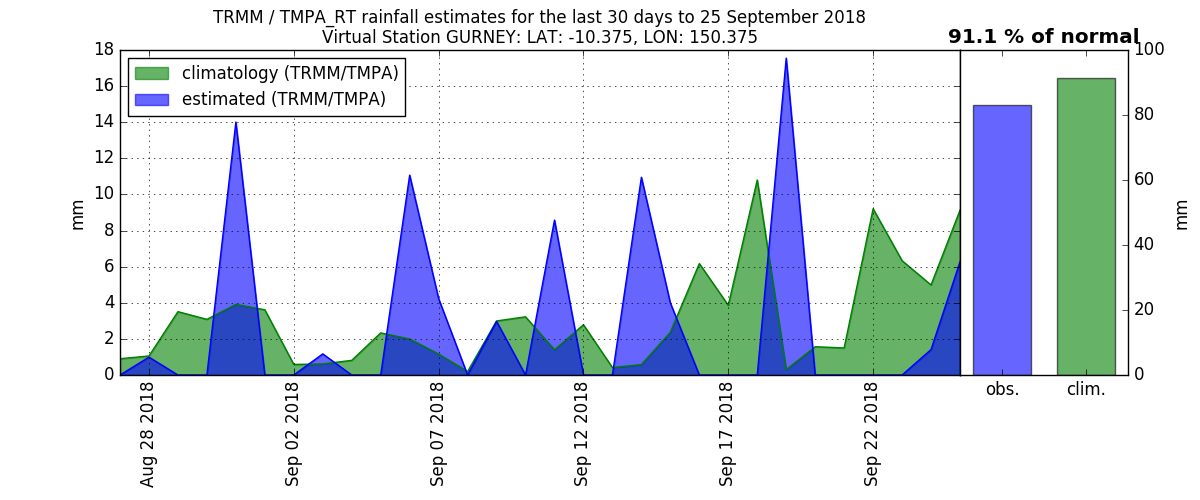 TRMM / TMPA_RT rainfall estimates for the last 30 days to 25 September 2018
Virtual Station GURNEY: LAT: -10.375, LON: 150.375
91.1 % of normal
climatology (TRMM/TMPA)
estimated (TRMM/TMPA)
18
16
14
12
10
8
6
4
2
0
mm
Aug 28 2018
Sep 02 2018
Sep 07 2018
Sep 12 2018
Sep 17 2018
Sep 22 2018
100
80
60
40
20
0
mm
obs.
clim.